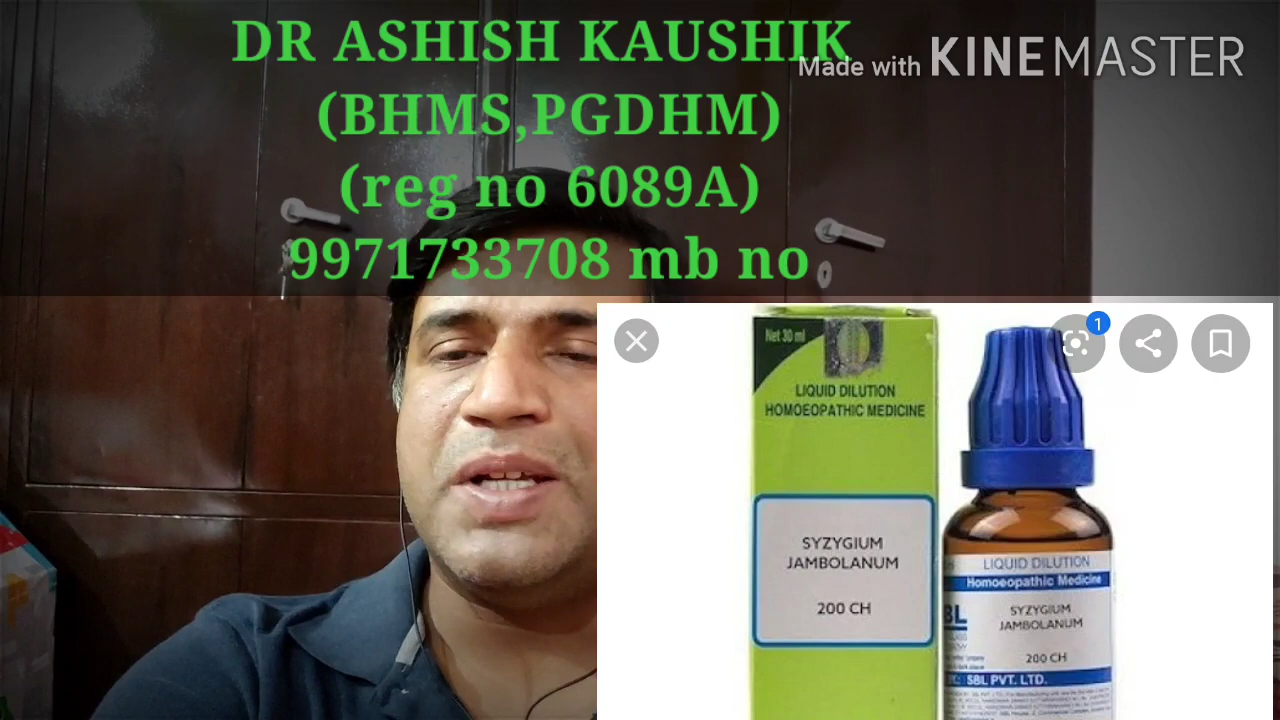 DR ASHISH KAUSHIK
Made with KINEMASTER
(BHMS,PGDHM)
(reg no 6089A)
9971733708 mb no
1
Net 30 ml
LIQUID DILUTION
HOMOEOPATHIC MEDICINE
SYZYGIUM
JAMBOLANUM
200 CH
LIQUID DILUTION
Homoeopathic Medicine
BL
SYZYGIUM
JAMBOLANUM
200 CH
SBL PVT. LTD.